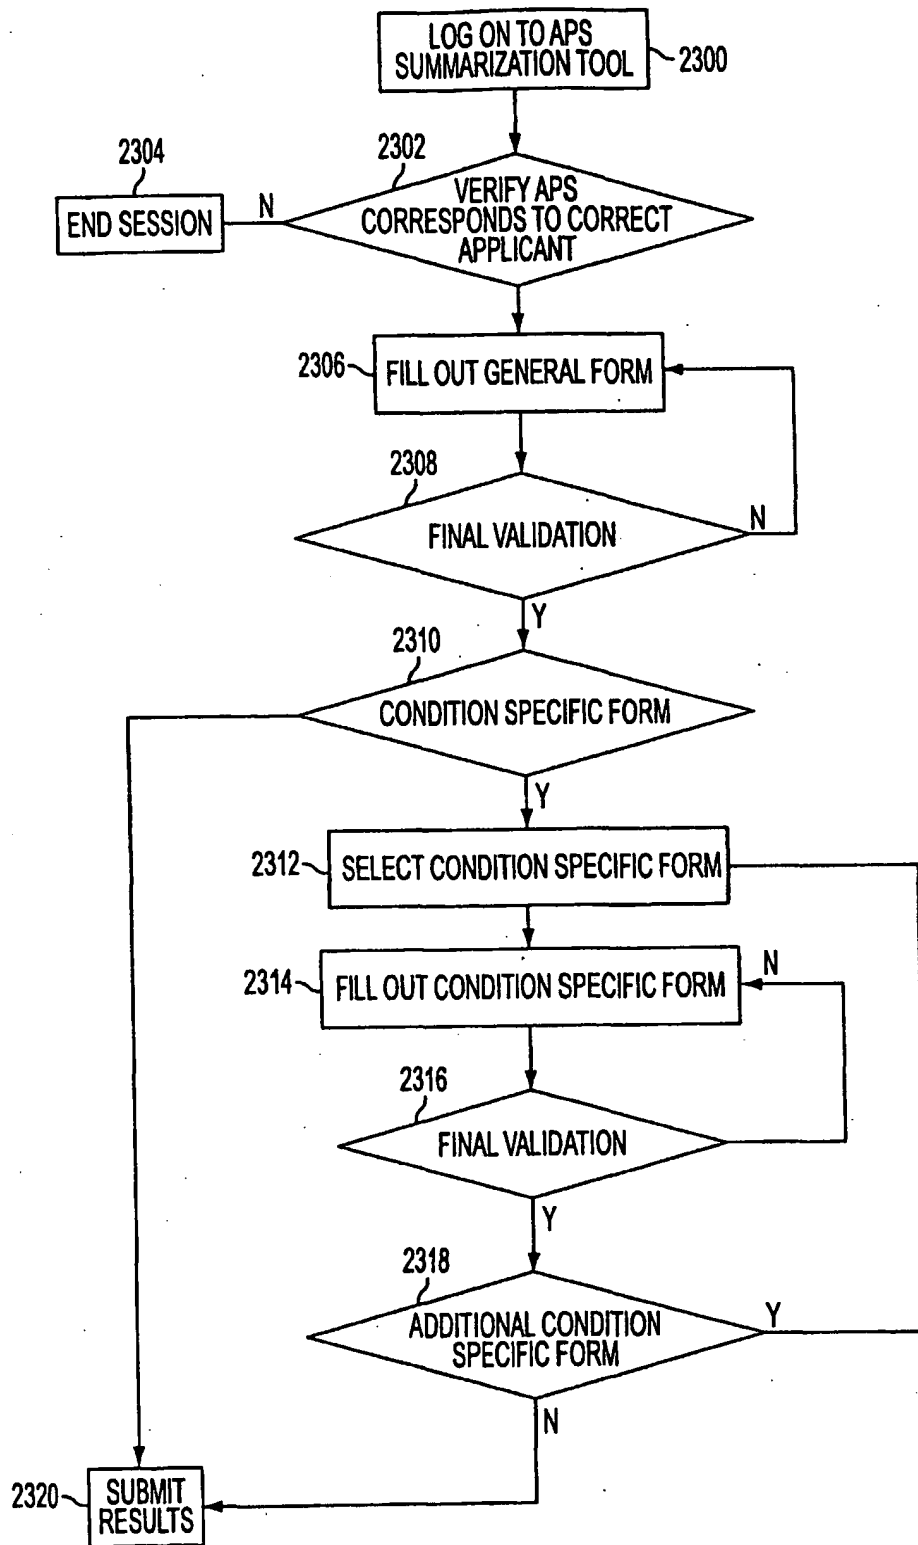 LOG ON TO APS
SUMMARIZATION TOOL
2300
2304
2302
END SESSION
N
VERIFY APS
CORRESPONDS TO CORRECT
APPLICANT
2306
FILL OUT GENERAL FORM
2308
FINAL VALIDATION
N
Y
2310
CONDITION SPECIFIC FORM
Y
2312
SELECT CONDITION SPECIFIC FORM
2314
FILL OUT CONDITION SPECIFIC FORM
N
2316
FINAL VALIDATION
Y
2318
ADDITIONAL CONDITION
SPECIFIC FORM
Y
N
2320
SUBMIT
RESULTS